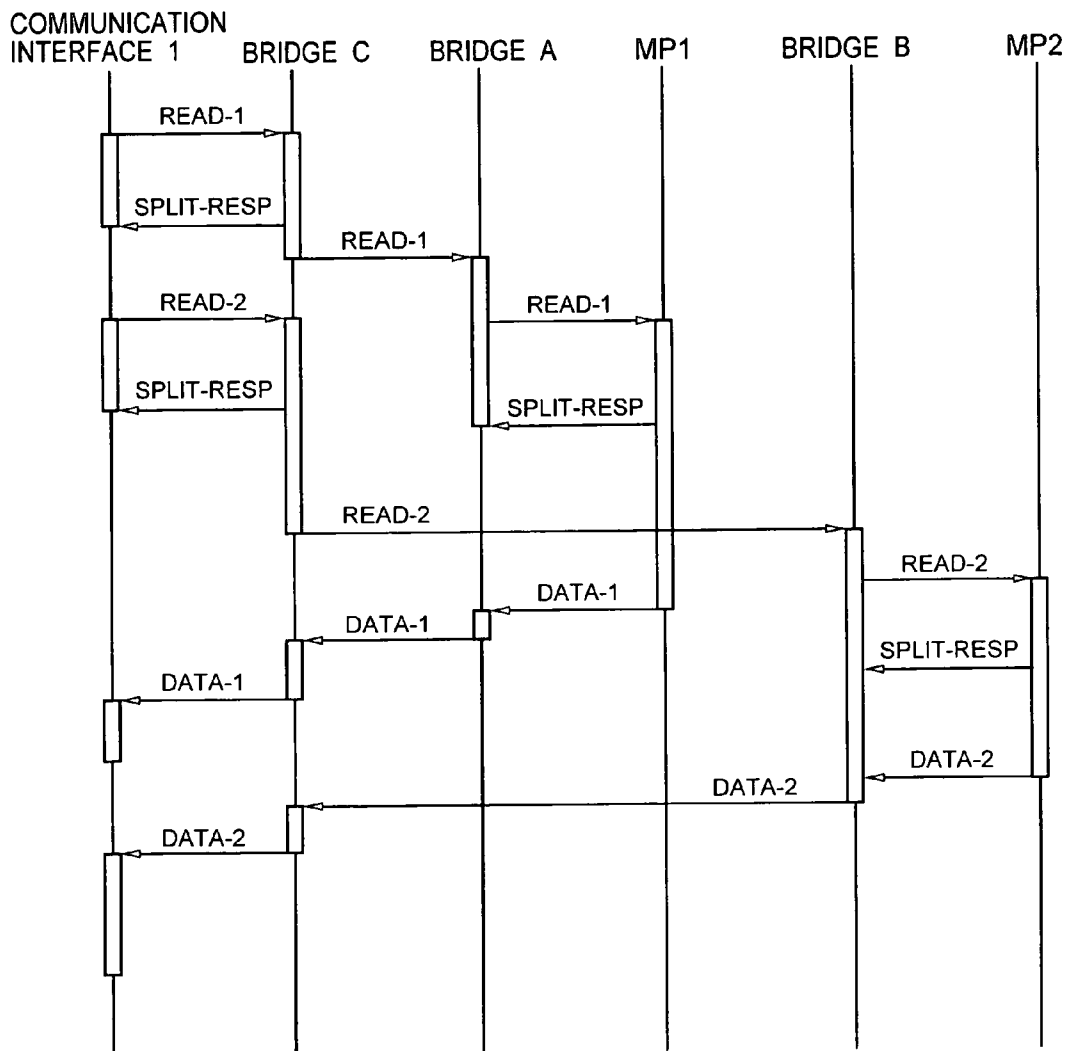 COMMUNICATION
INTERFACE 1
BRIDGE C
BRIDGE A
MP1
BRIDGE B
MP2
READ-1
SPLIT-RESP
READ-1
READ-2
READ-1
SPLIT-RESP
SPLIT-RESP
READ-2
READ-2
DATA-1
DATA-1
SPLIT-RESP
DATA-1
DATA-2
DATA-2
DATA-2